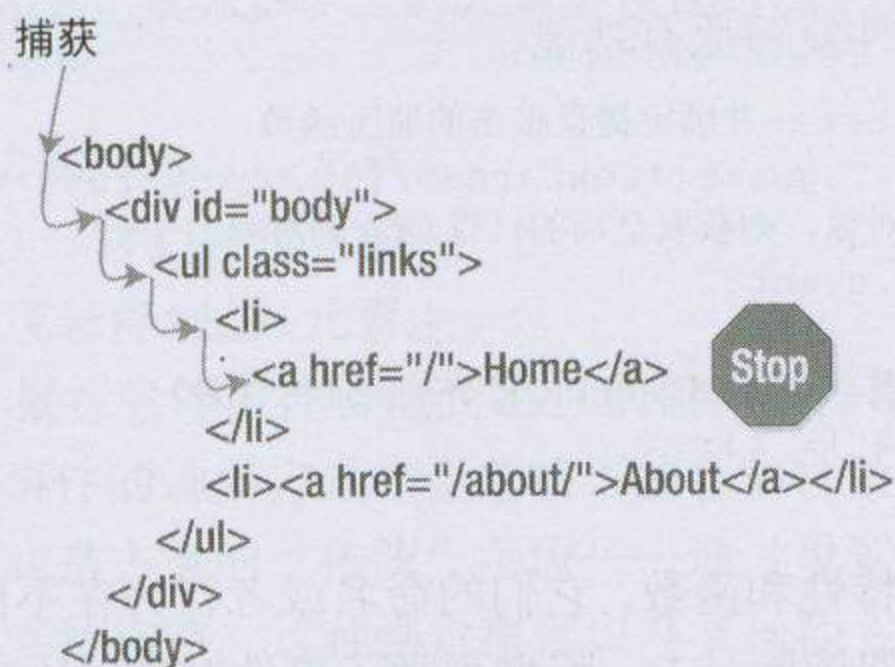 捕获
<body>
<div id="body">
<ul class="links">
<li>
<a href="/">Home</a>
Stop
</li>
<li><a href="/about/">About</a></li>
</ul>
</div>
</body>